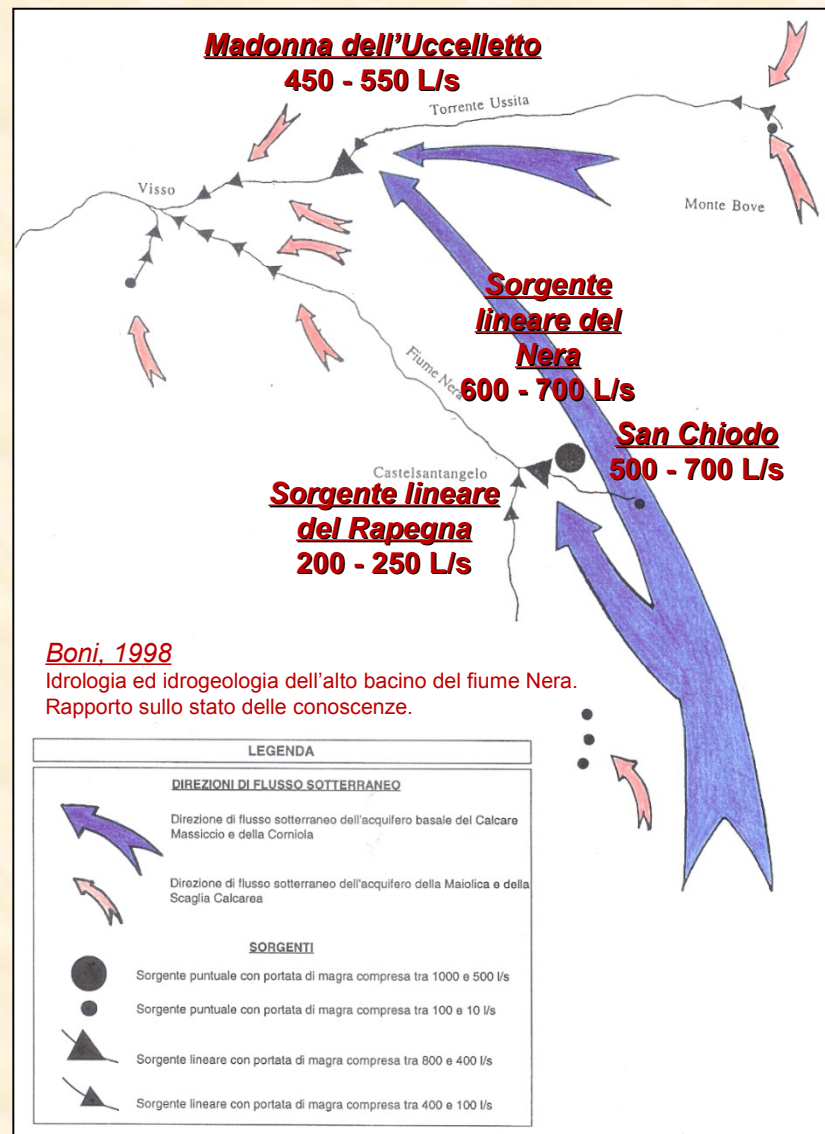 Madonna dell'Uccelletto
450 - 550 L/s
Torrente Ussita
Visso
Monte Bove
Sorgente
lineare del
Nera
600 - 700 L/s
Fiume Nera
San Chiodo
500 - 700 L/s
Castelsantangelo
Sorgente lineare
del Rapegna
200 - 250 L/s
Boni, 1998
Idrologia ed idrogeologia dell'alto bacino del fiume Nera.
Rapporto sullo stato delle conoscenze.
LEGENDA
DIREZIONI DI FLUSSO SOTTERRANEO
Direzione di flusso sotterraneo dell'acquifero basale del Calcare
Massiccio e della Corniola
Direzione di flusso sotterraneo dell'acquifero della Maiolica e della
Scaglia Calcarea
SORGENTI
Sorgente puntuale con portata di magra compresa tra 1000 e 500 l/s
Sorgente puntuale con portata di magra compresa tra 100 e 10 l/s
Sorgente lineare con portata di magra compresa tra 800 e 400 l/s
Sorgente lineare con portata di magra compresa tra 400 e 100 l/s